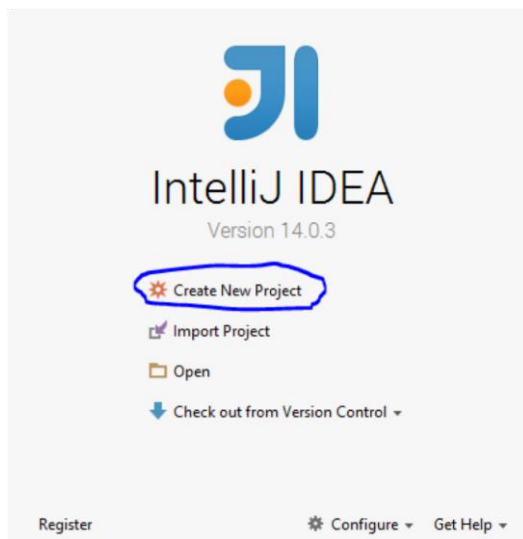 IntelliJ IDEA
Version 14.0.3
Create New Project
Import Project
Open
Check out from Version Control
Register Configure Get Help